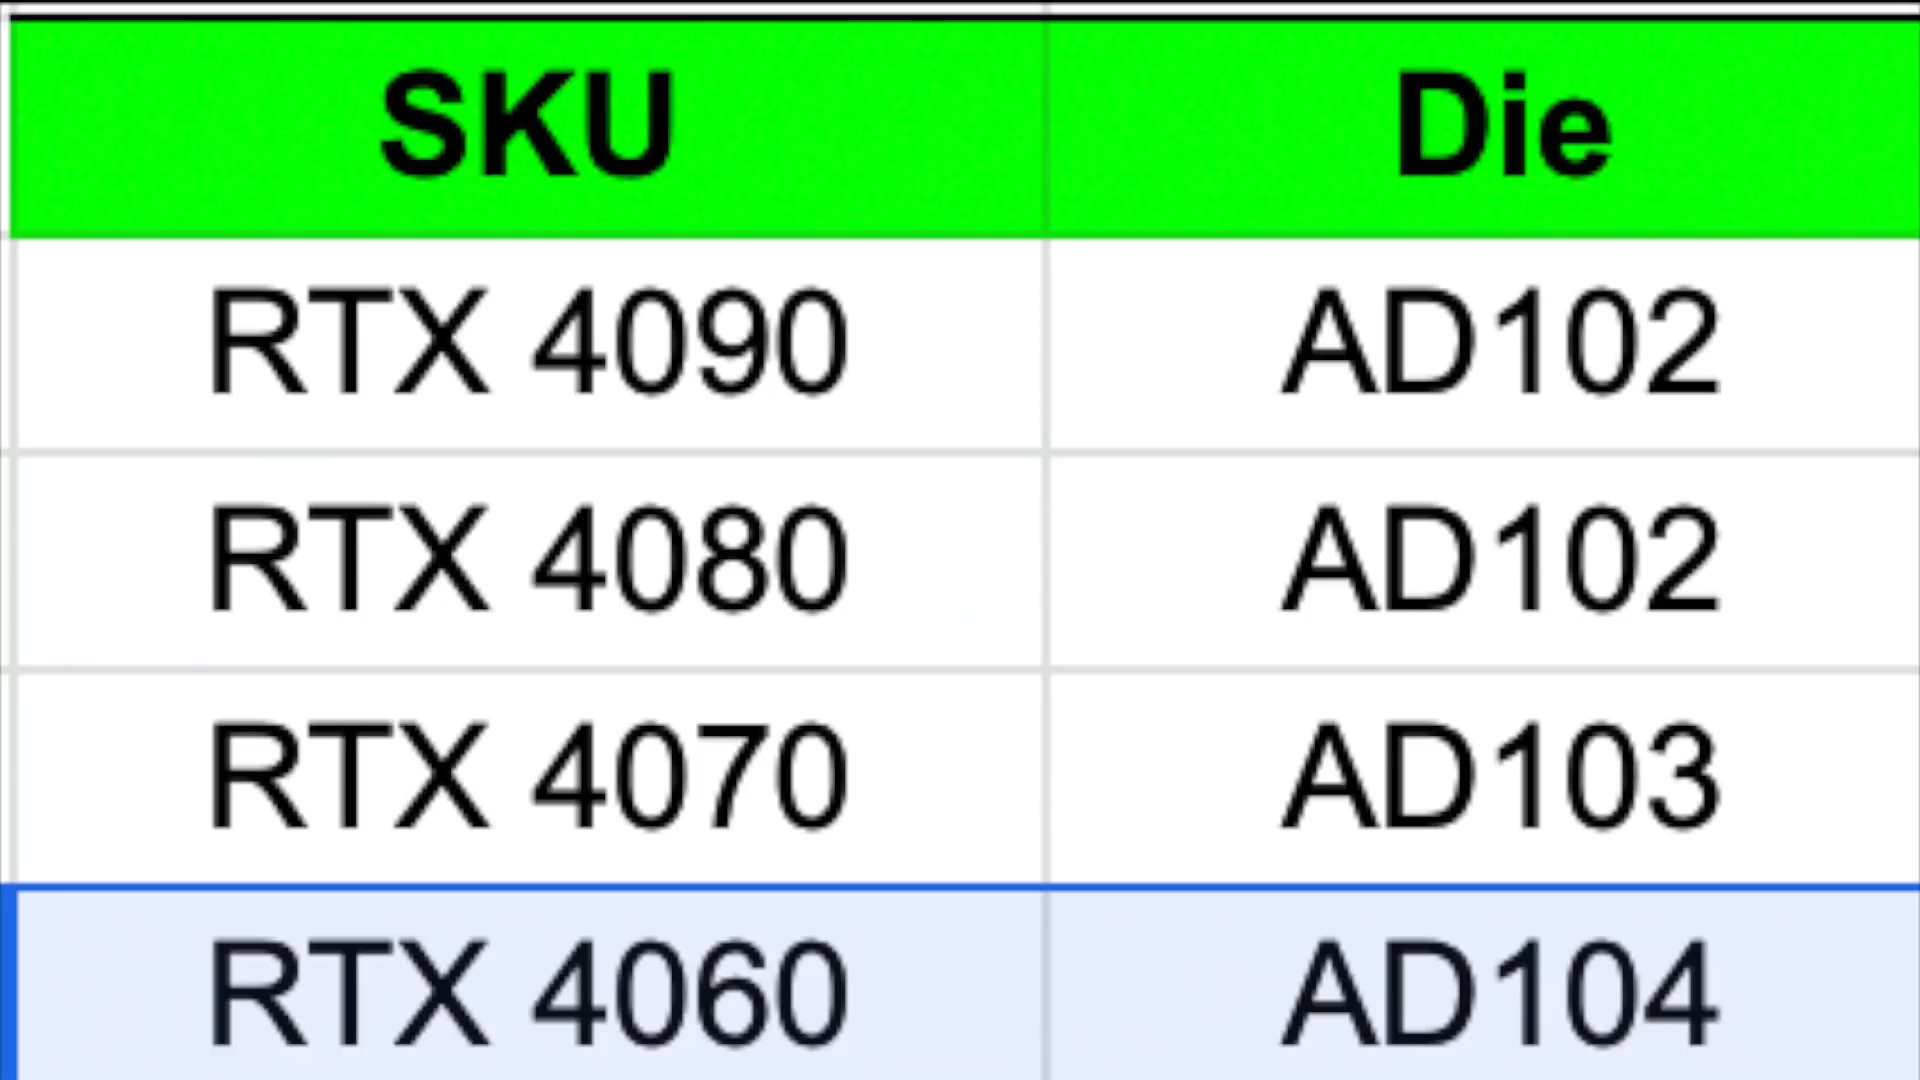 SKU Die
RTX 4090 AD102
RTX 4080 AD102
RTX 4070 AD103
RTX 4060 AD104